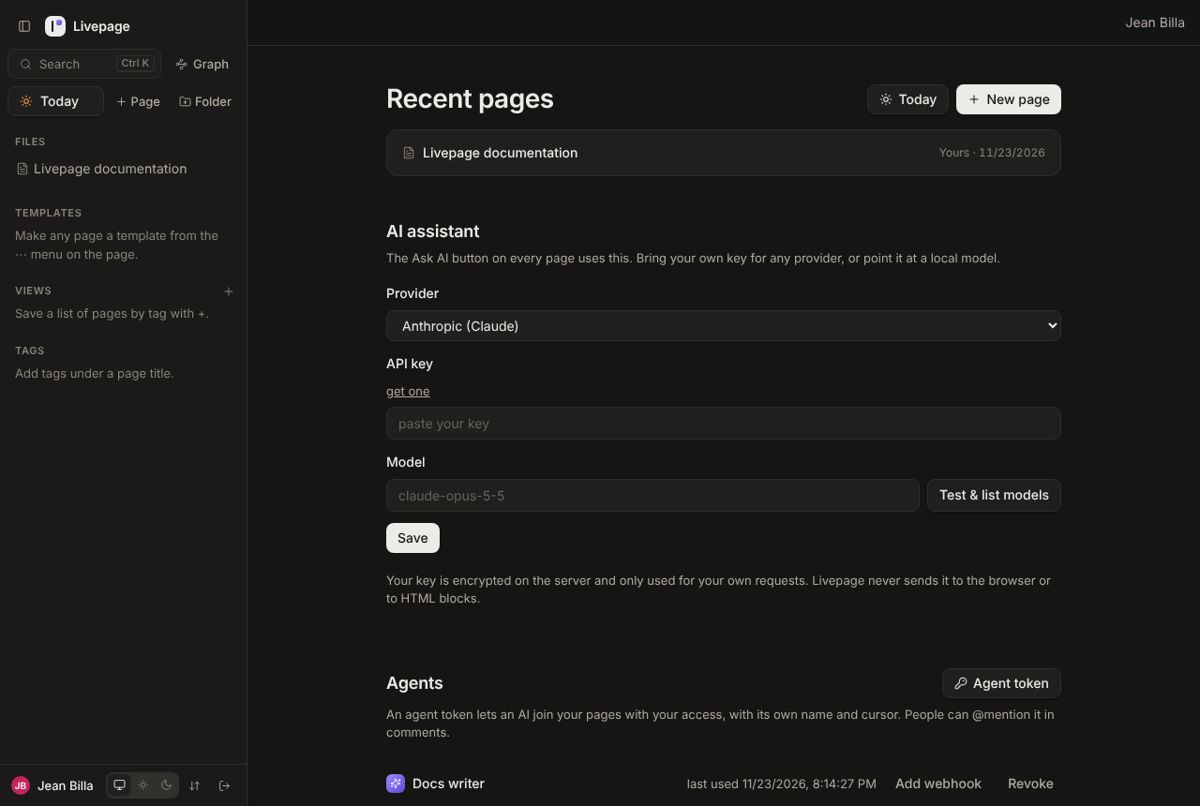 Livepage
Search Ctrl K
Graph
Today
+ Page
Folder
FILES
Livepage documentation
TEMPLATES
Make any page a template from the
··· menu on the page.
VIEWS +
Save a list of pages by tag with +.
TAGS
Add tags under a page title.
JB Jean Billa
Jean Billa
Recent pages
Today
+ New page
Livepage documentation
Yours · 11/23/2026
AI assistant
The Ask AI button on every page uses this. Bring your own key for any provider, or point it at a local model.
Provider
Anthropic (Claude)
API key
get one
paste your key
Model
claude-opus-5-5
Test & list models
Save
Your key is encrypted on the server and only used for your own requests. Livepage never sends it to the browser or
to HTML blocks.
Agents
Agent token
An agent token lets an AI join your pages with your access, with its own name and cursor. People can @mention it in
comments.
Docs writer
last used 11/23/2026, 8:14:27 PM
Add webhook
Revoke